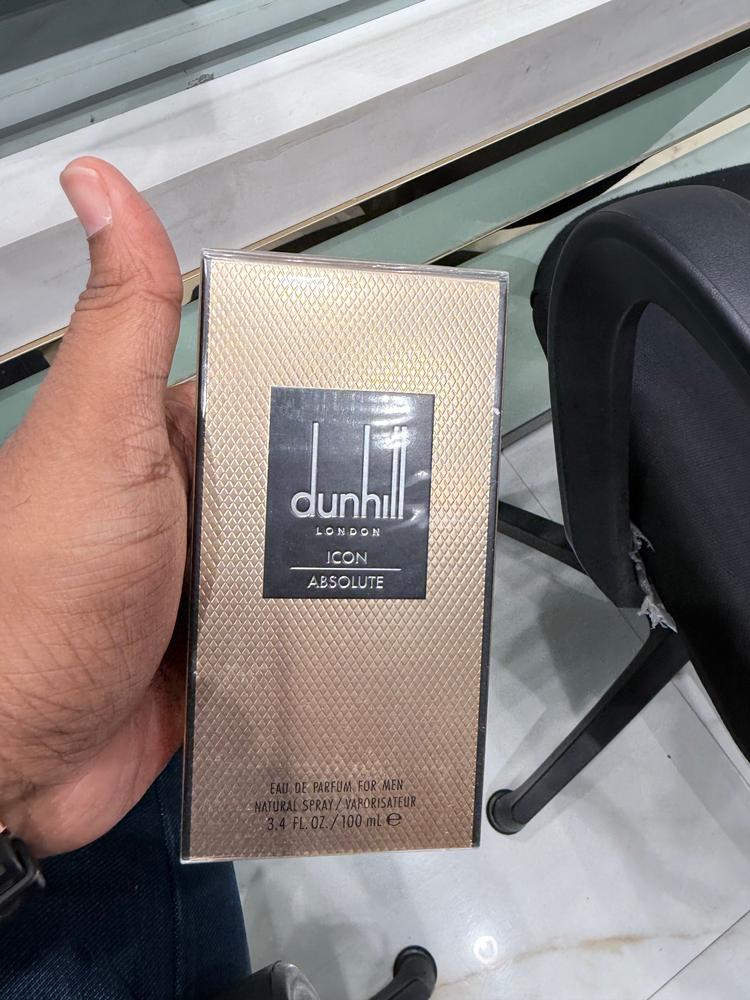 dunhill
LONDON
ICON
ABSOLUTE
EAU DE PARFUM FOR MEN
NATURAL SPRAY / VAPORISATEUR
3.4 FL. OZ. / 100 mL ℮